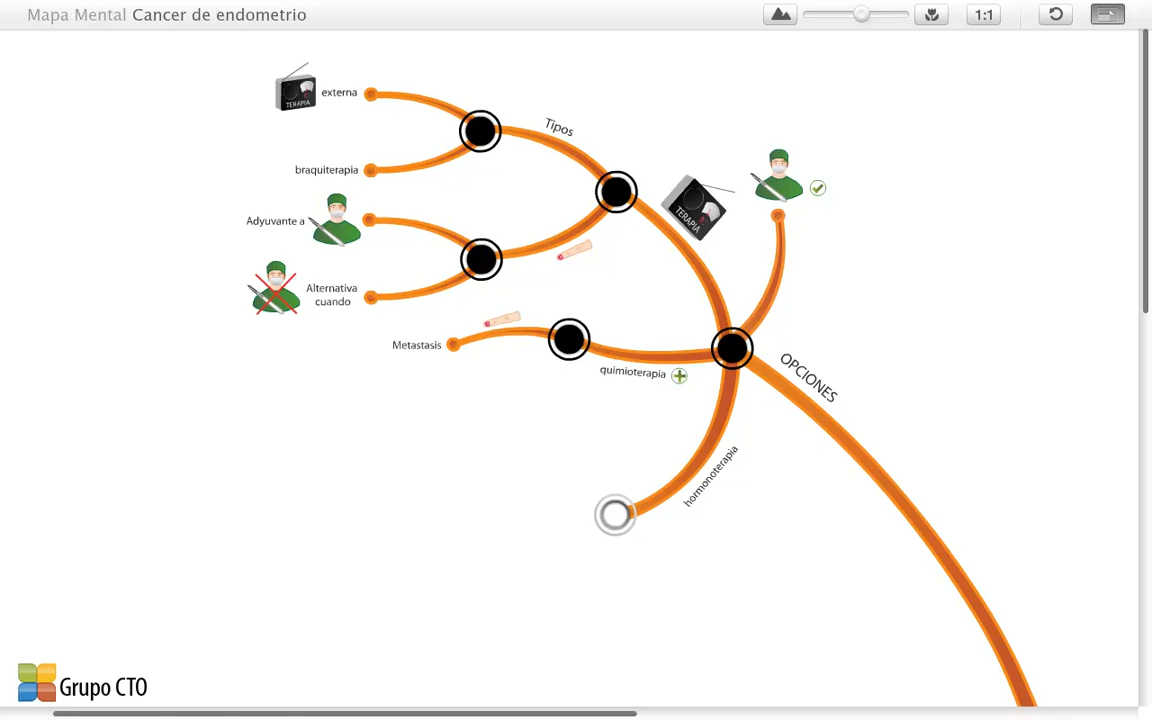 Mapa Mental Cancer de endometrio
1:1
externa
TERAPIA
Tipos
braquiterapia
TERAPIA
Adyuvante a
Alternativa
cuando
Metastasis
quimioterapia
OPCIONES
hormonoterapia
Grupo CTO